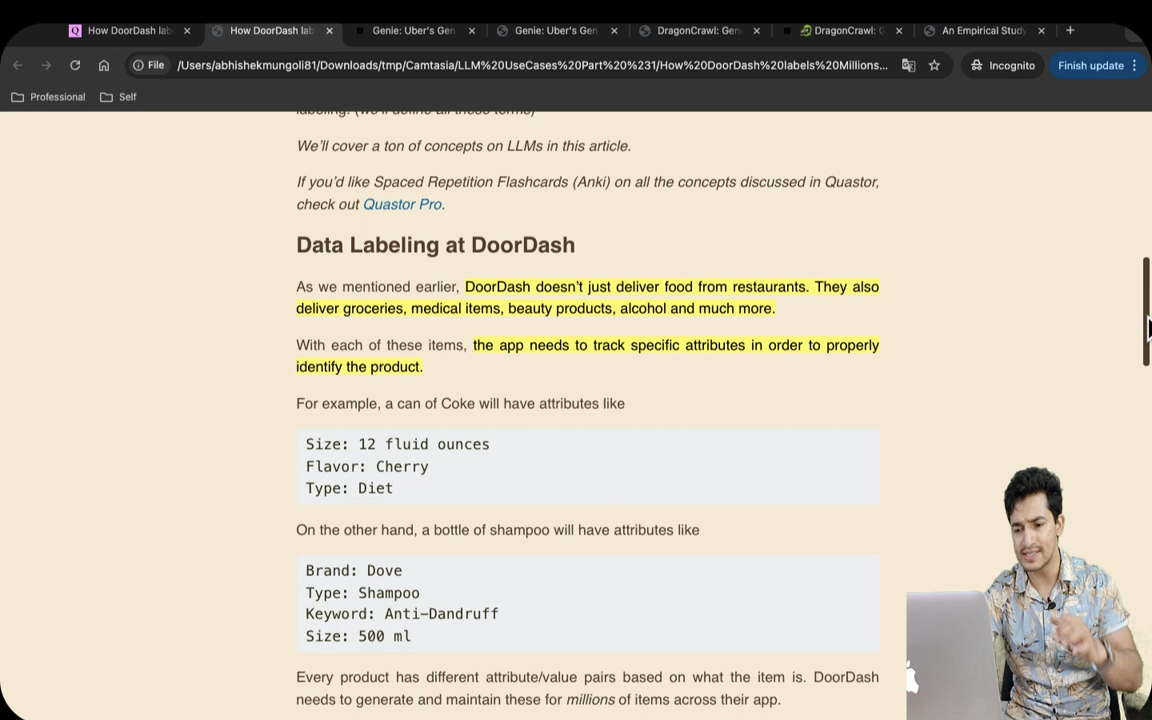 How DoorDash lab
How DoorDash lab
Genie: Uber's Gen
Genie: Uber's Gen
DragonCrawl: Gen
DragonCrawl: G
An Empirical Study
File
/Users/abhishekmungoli81/Downloads/tmp/Camtasia/LLM%20UseCases%20Part%20%231/How%20DoorDash%20labels%20Millions...
Incognito
Finish update
Professional
Self
We'll cover a ton of concepts on LLMs in this article.
If you'd like Spaced Repetition Flashcards (Anki) on all the concepts discussed in Quastor,
check out Quastor Pro.
Data Labeling at DoorDash
As we mentioned earlier, DoorDash doesn't just deliver food from restaurants. They also
deliver groceries, medical items, beauty products, alcohol and much more.
With each of these items, the app needs to track specific attributes in order to properly
identify the product.
For example, a can of Coke will have attributes like
Size: 12 fluid ounces
Flavor: Cherry
Type: Diet
On the other hand, a bottle of shampoo will have attributes like
Brand: Dove
Type: Shampoo
Keyword: Anti-Dandruff
Size: 500 ml
Every product has different attribute/value pairs based on what the item is. DoorDash
needs to generate and maintain these for millions of items across their app.